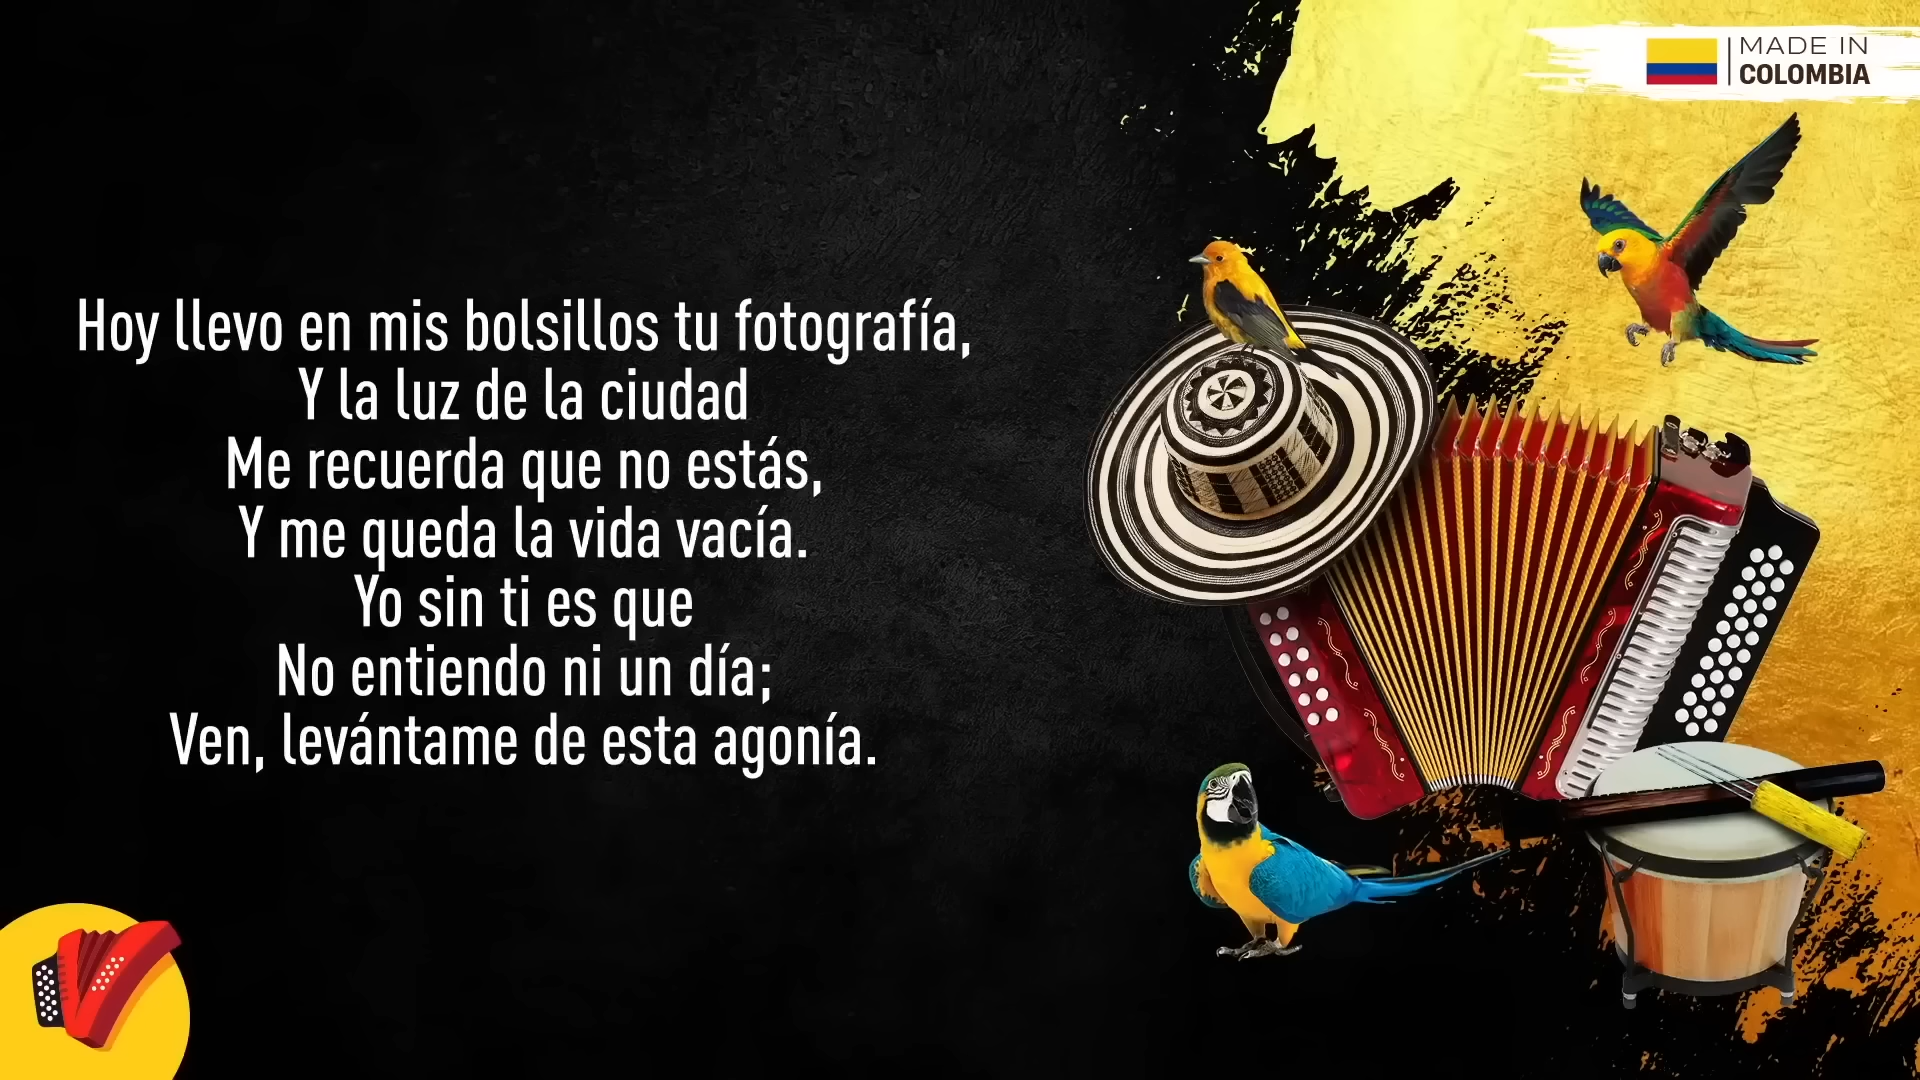 MADE IN
COLOMBIA
Hoy llevo en mis bolsillos tu fotografía,
Y la luz de la ciudad
Me recuerda que no estás,
Y me queda la vida vacía.
Yo sin ti es que
No entiendo ni un día;
Ven, levántame de esta agonía.